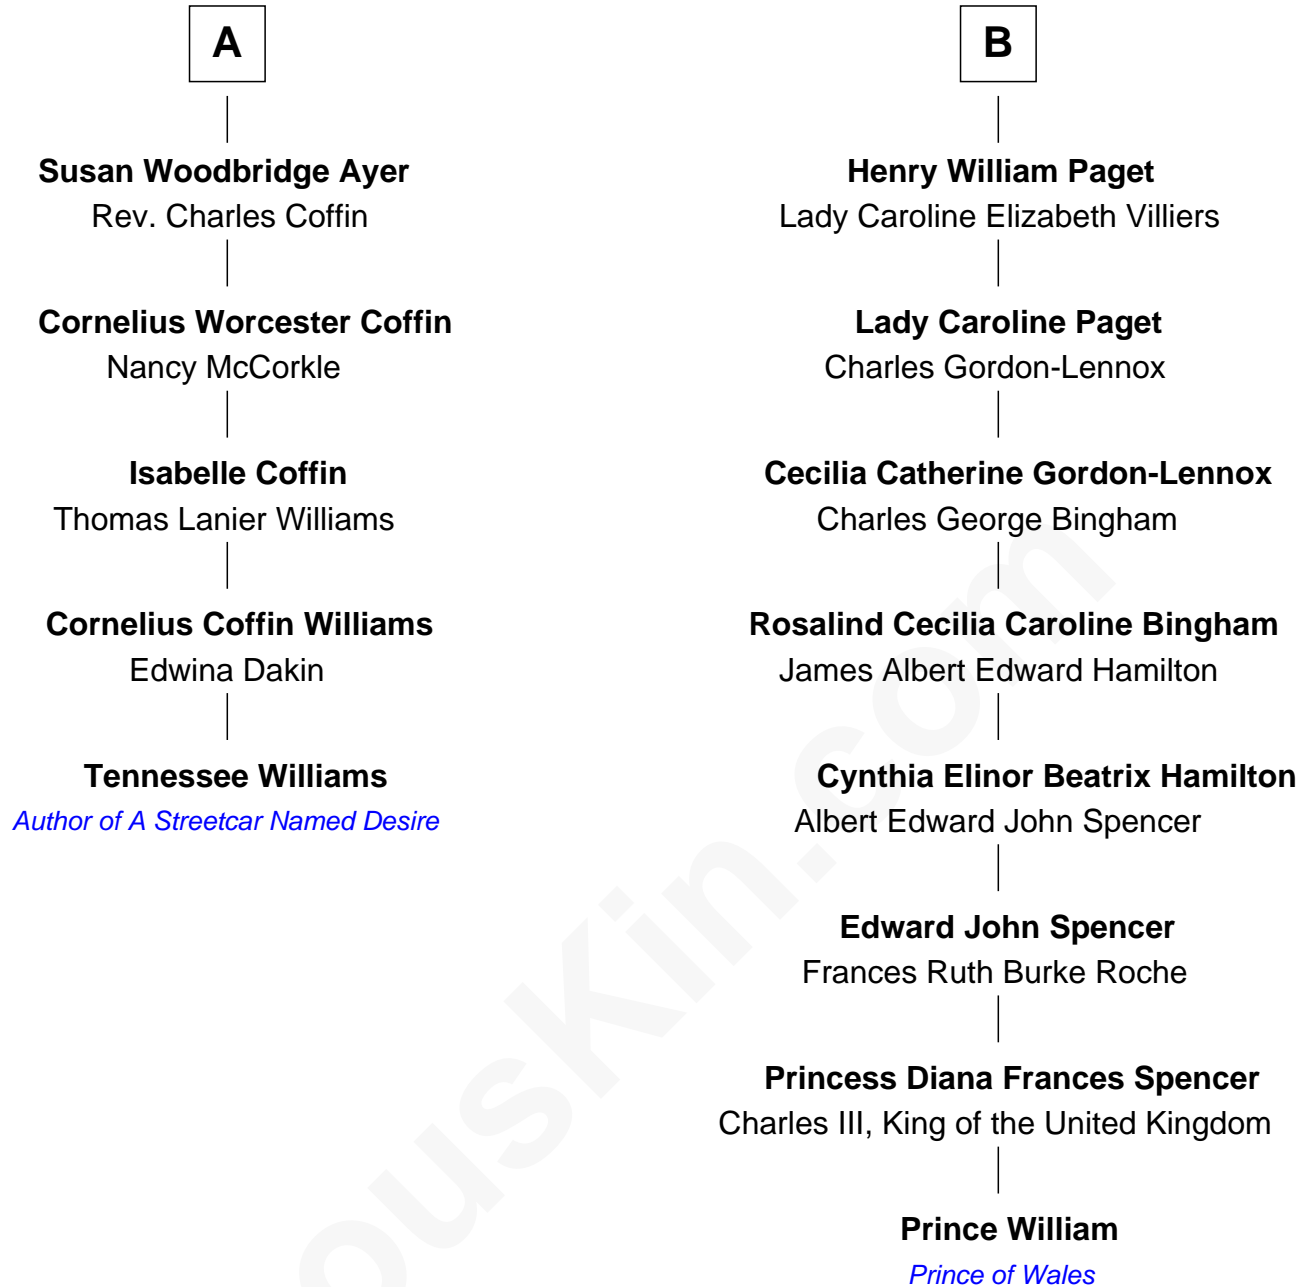 A
Susan Woodbridge Ayer
Rev. Charles Coffin
Cornelius Worcester Coffin
Nancy McCorkle
Isabelle Coffin
Thomas Lanier Williams
Cornelius Coffin Williams
Edwina Dakin
Tennessee Williams
Author of A Streetcar Named Desire
B
Henry William Paget
Lady Caroline Elizabeth Villiers
Lady Caroline Paget
Charles Gordon-Lennox
Cecilia Catherine Gordon-Lennox
Charles George Bingham
Rosalind Cecilia Caroline Bingham
James Albert Edward Hamilton
Cynthia Elinor Beatrix Hamilton
Albert Edward John Spencer
Edward John Spencer
Frances Ruth Burke Roche
Princess Diana Frances Spencer
Charles III, King of the United Kingdom
Prince William
Prince of Wales
ousKin.com